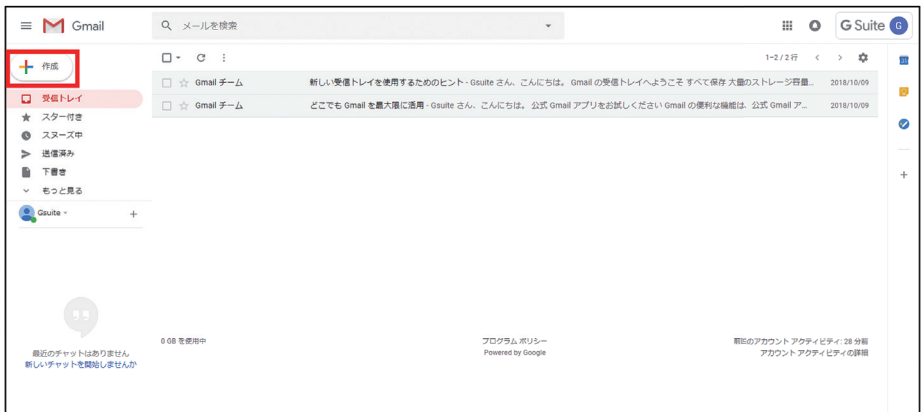 Gmail
メールを検索
G Suite
G
作成
1-2 / 2 行
31
受信トレイ
Gmail チーム
新しい受信トレイを使用するためのヒント - Gsuite さん、こんにちは。 Gmail の受信トレイへようこそ すべて保存 大量のストレージ容量...
2018/10/09
スター付き
Gmail チーム
どこでも Gmail を最大限に活用 - Gsuite さん、こんにちは。 公式 Gmail アプリをお試しください Gmail の便利な機能は、公式 Gmail ア...
2018/10/09
スヌーズ中
送信済み
下書き
もっと見る
Gsuite
最近のチャットはありません
新しいチャットを開始しませんか
0 GB を使用中
プログラム ポリシー
Powered by Google
前回のアカウント アクティビティ: 28 分前
アカウント アクティビティの詳細